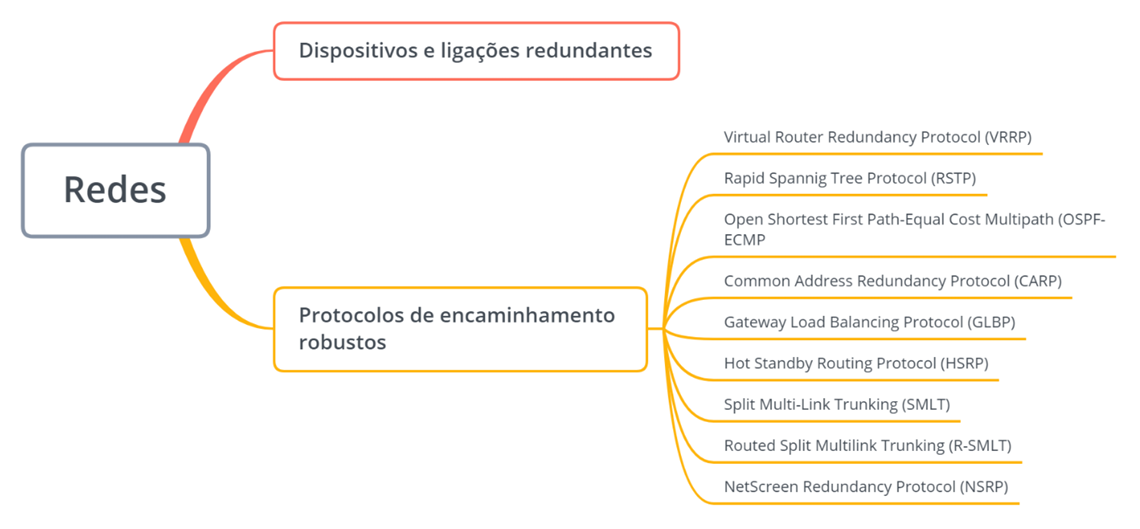 Dispositivos e ligações redundantes
Redes
Protocolos de encaminhamento
robustos
Virtual Router Redundancy Protocol (VRRP)
Rapid Spannig Tree Protocol (RSTP)
Open Shortest First Path-Equal Cost Multipath (OSPF-
ECMP
Common Address Redundancy Protocol (CARP)
Gateway Load Balancing Protocol (GLBP)
Hot Standby Routing Protocol (HSRP)
Split Multi-Link Trunking (SMLT)
Routed Split Multilink Trunking (R-SMLT)
NetScreen Redundancy Protocol (NSRP)